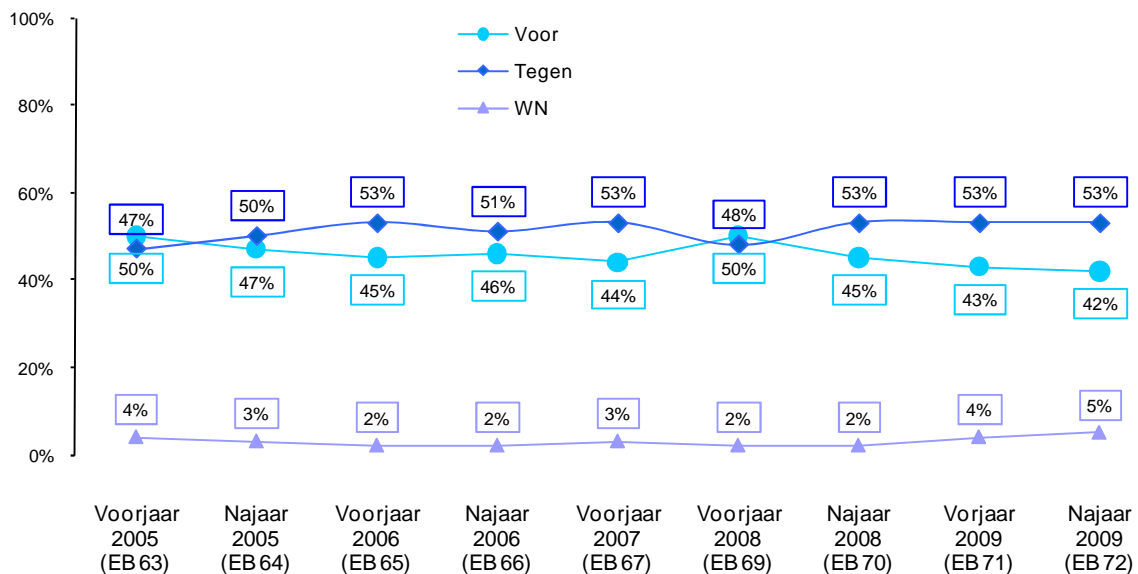 100%
80%
60%
40%
20%
0%
Voor
Tegen
WN
47%
50%
53%
51%
53%
48%
53%
53%
53%
50%
47%
45%
46%
44%
50%
45%
43%
42%
4%
3%
2%
2%
3%
2%
2%
4%
5%
Voorjaar
2005
(EB 63)
Najaar
2005
(EB 64)
Voorjaar
2006
(EB 65)
Najaar
2006
(EB 66)
Voorjaar
2007
(EB 67)
Voorjaar
2008
(EB 69)
Najaar
2008
(EB 70)
Vorjaar
2009
(EB 71)
Najaar
2009
(EB 72)